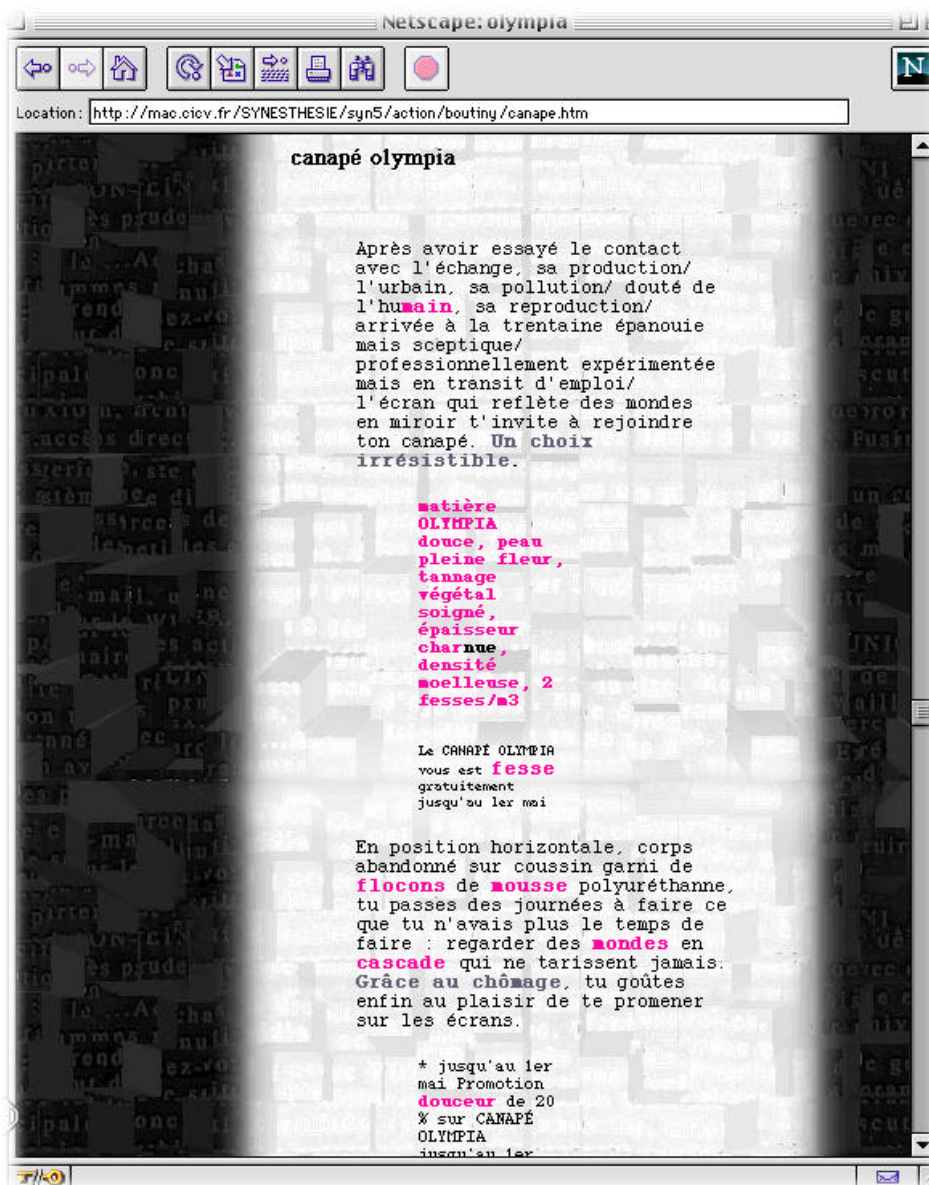 Netscape: olympia
N
Location: http://mac.cicv.fr/SYNESTHESIE/syn5/action/boutiny/canape.htm
canapé olympia
Après avoir essayé le contact
avec l'échange, sa production/
l'urbain, sa pollution/ douté de
l'humain, sa reproduction/
arrivée à la trentaine épanouie
mais sceptique/
professionnellement expérimentée
mais en transit d'emploi/
l'écran qui reflète des mondes
en miroir t'invite à rejoindre
ton canapé. Un choix
irrésistible.
matière
OLYMPIA
douce, peau
pleine fleur,
tannage
végétal
soigné,
épaisseur
charnue,
densité
moelleuse, 2
fesses/m3
Le CANAPÉ OLYMPIA
vous est fesse
gratuitement
jusqu'au 1er mai
En position horizontale, corps
abandonné sur coussin garni de
flocons de mousse polyuréthanne,
tu passes des journées à faire ce
que tu n'avais plus le temps de
faire : regarder des mondes en
cascade qui ne tarissent jamais.
Grâce au chômage, tu goûtes
enfin au plaisir de te promener
sur les écrans.
* jusqu'au 1er
mai Promotion
douceur de 20
% sur CANAPÉ
OLYMPIA
jusqu'au 1er